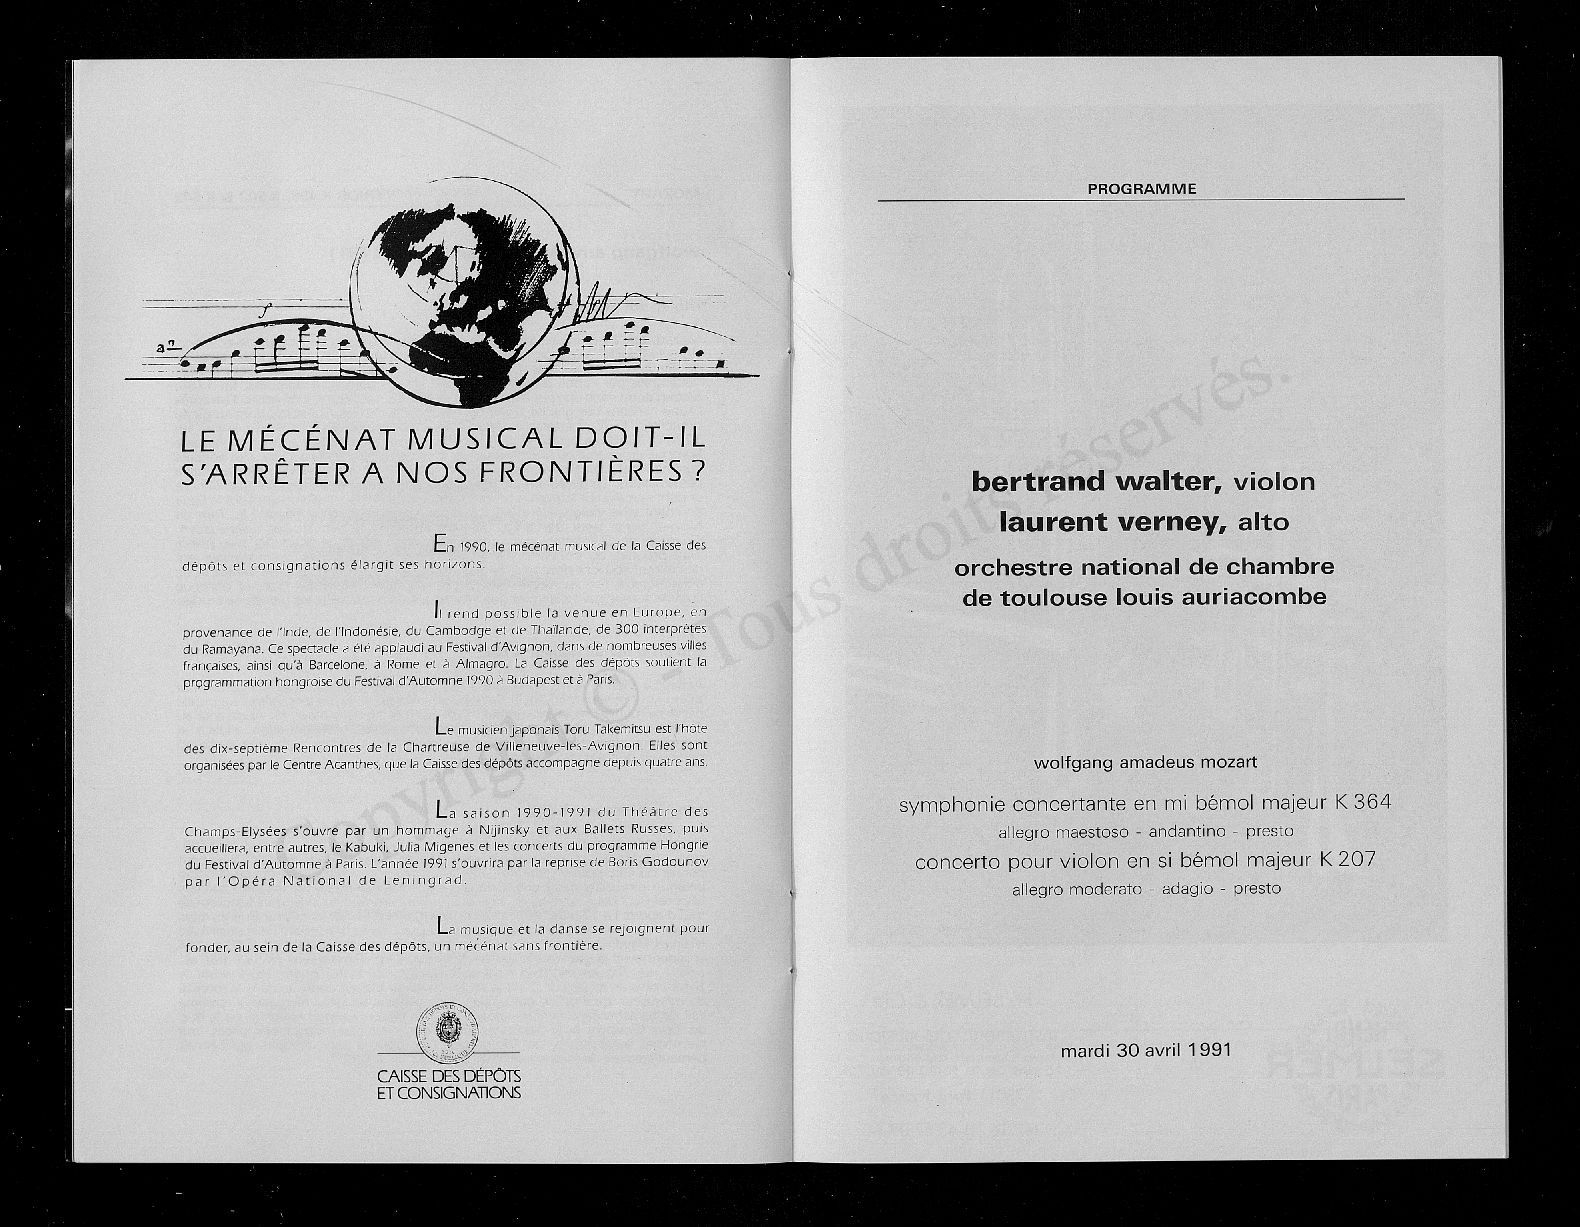 LE MÉCÉNAT MUSICAL DOIT-IL
S'ARRÊTER A NOS FRONTIÈRES ?
En 1990, le mécénat musical de la Caisse des
dépôts et consignations élargit ses horizons.
Il rend possible la venue en Europe, en
provenance de l'Inde, de l'Indonésie, du Cambodge et de Thaïlande, de 300 interprètes
du Ramayana. Ce spectacle a été applaudi au Festival d'Avignon, dans de nombreuses villes
françaises, ainsi qu'à Barcelone, à Rome et à Almagro. La Caisse des dépôts soutient la
programmation hongroise du Festival d'Automne 1990 à Budapest et à Paris.
Le musicien japonais Toru Takemitsu est l'hôte
des dix-septième Rencontres de la Chartreuse de Villeneuve-lès-Avignon. Elles sont
organisées par le Centre Acanthes, que la Caisse des dépôts accompagne depuis quatre ans.
La saison 1990-1991 du Théâtre des
Champs-Elysées s'ouvre par un hommage à Nijinsky et aux Ballets Russes, puis
accueillera, entre autres, le Kabuki, Julia Migenes et les concerts du programme Hongrie
du Festival d'Automne à Paris. L'année 1991 s'ouvrira par la reprise de Boris Godounov
par l'Opéra National de Leningrad.
La musique et la danse se rejoignent pour
fonder, au sein de la Caisse des dépôts, un mécénat sans frontière.
CAISSE DES DÉPÔTS
ET CONSIGNATIONS
PROGRAMME
bertrand walter, violon
laurent verney, alto
orchestre national de chambre
de toulouse louis auriacombe
wolfgang amadeus mozart
symphonie concertante en mi bémol majeur K 364
allegro maestoso - andantino - presto
concerto pour violon en si bémol majeur K 207
allegro moderato - adagio - presto
mardi 30 avril 1991
Copyright © - Tous droits réservés.